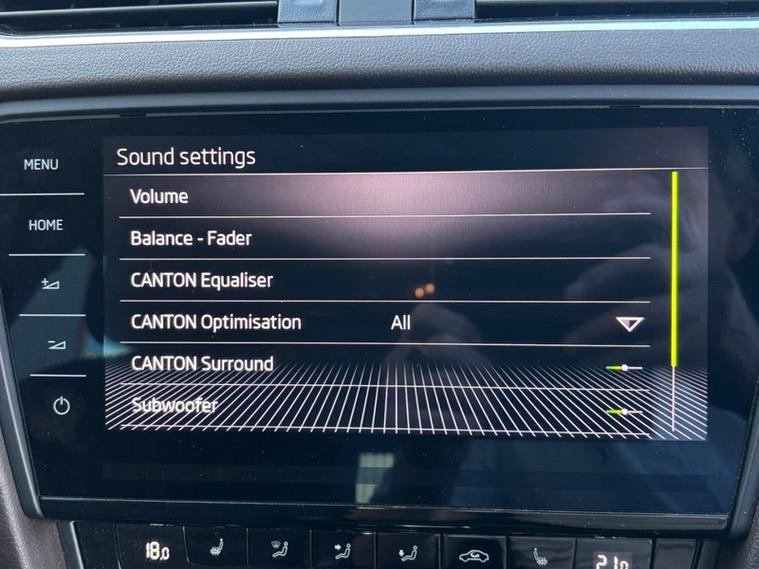 MENU
Sound settings
Volume
HOME
Balance - Fader
CANTON Equaliser
CANTON Optimisation All
CANTON Surround
Subwoofer
18.0
21.0